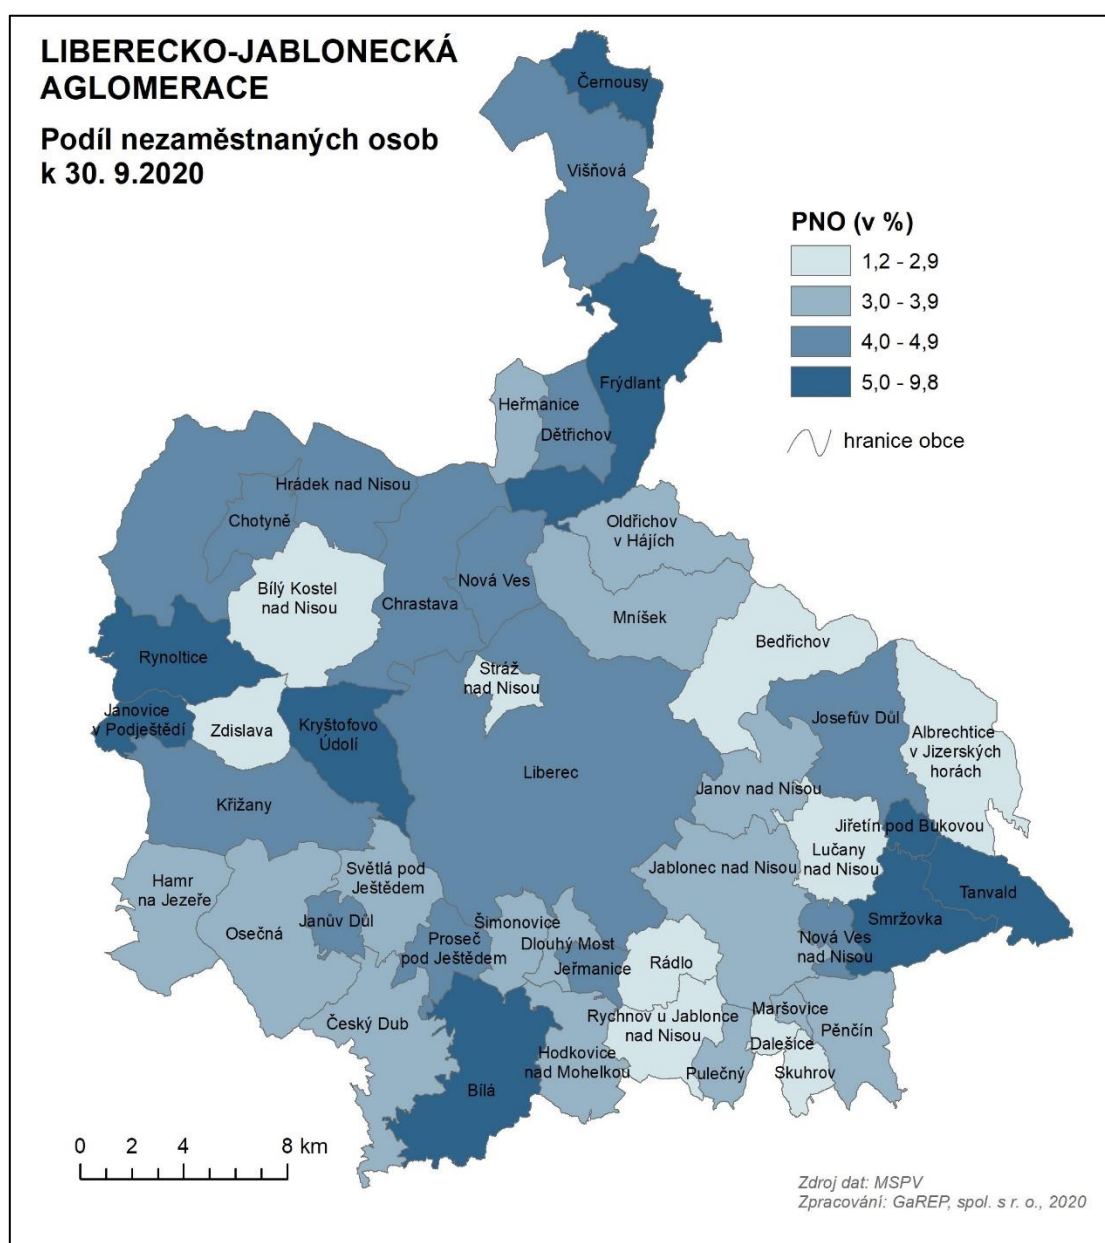 LIBERECKO-JABLONECKÁ
AGLOMERACE
Podíl nezaměstnaných osob
k 30. 9.2020
PNO (v %)
1,2 - 2,9
3,0 - 3,9
4,0 - 4,9
5,0 - 9,8
hranice obce
Černousy
Višňová
Frýdlant
Heřmanice
Dětřichov
Hrádek nad Nisou
Chotyně
Oldřichov
v Hájích
Bílý Kostel
nad Nisou
Chrastava
Nová Ves
Mníšek
Bedřichov
Rynoltice
Stráž
nad Nisou
Janovice
v Podještědí
Zdislava
Kryštofovo
Údolí
Josefův Důl
Albrechtice
v Jizerských
horách
Liberec
Křižany
Janov nad Nisou
Jiřetín pod Bukovou
Lučany
nad Nisou
Jablonec nad Nisou
Hamr
na Jezeře
Světlá pod
Ještědem
Tanvald
Smržovka
Osečná
Janův Důl
Šimonovice
Proseč
pod Ještědem
Dlouhý Most
Jeřmanice
Rádlo
Nová Ves
nad Nisou
Český Dub
Rychnov u Jablonce
nad Nisou
Maršovice
Pěnčín
Dalešice
Hodkovice
nad Mohelkou
Pulečný
Skuhrov
Bílá
0 2 4 8 km
Zdroj dat: MSPV
Zpracování: GaREP, spol. s r. o., 2020